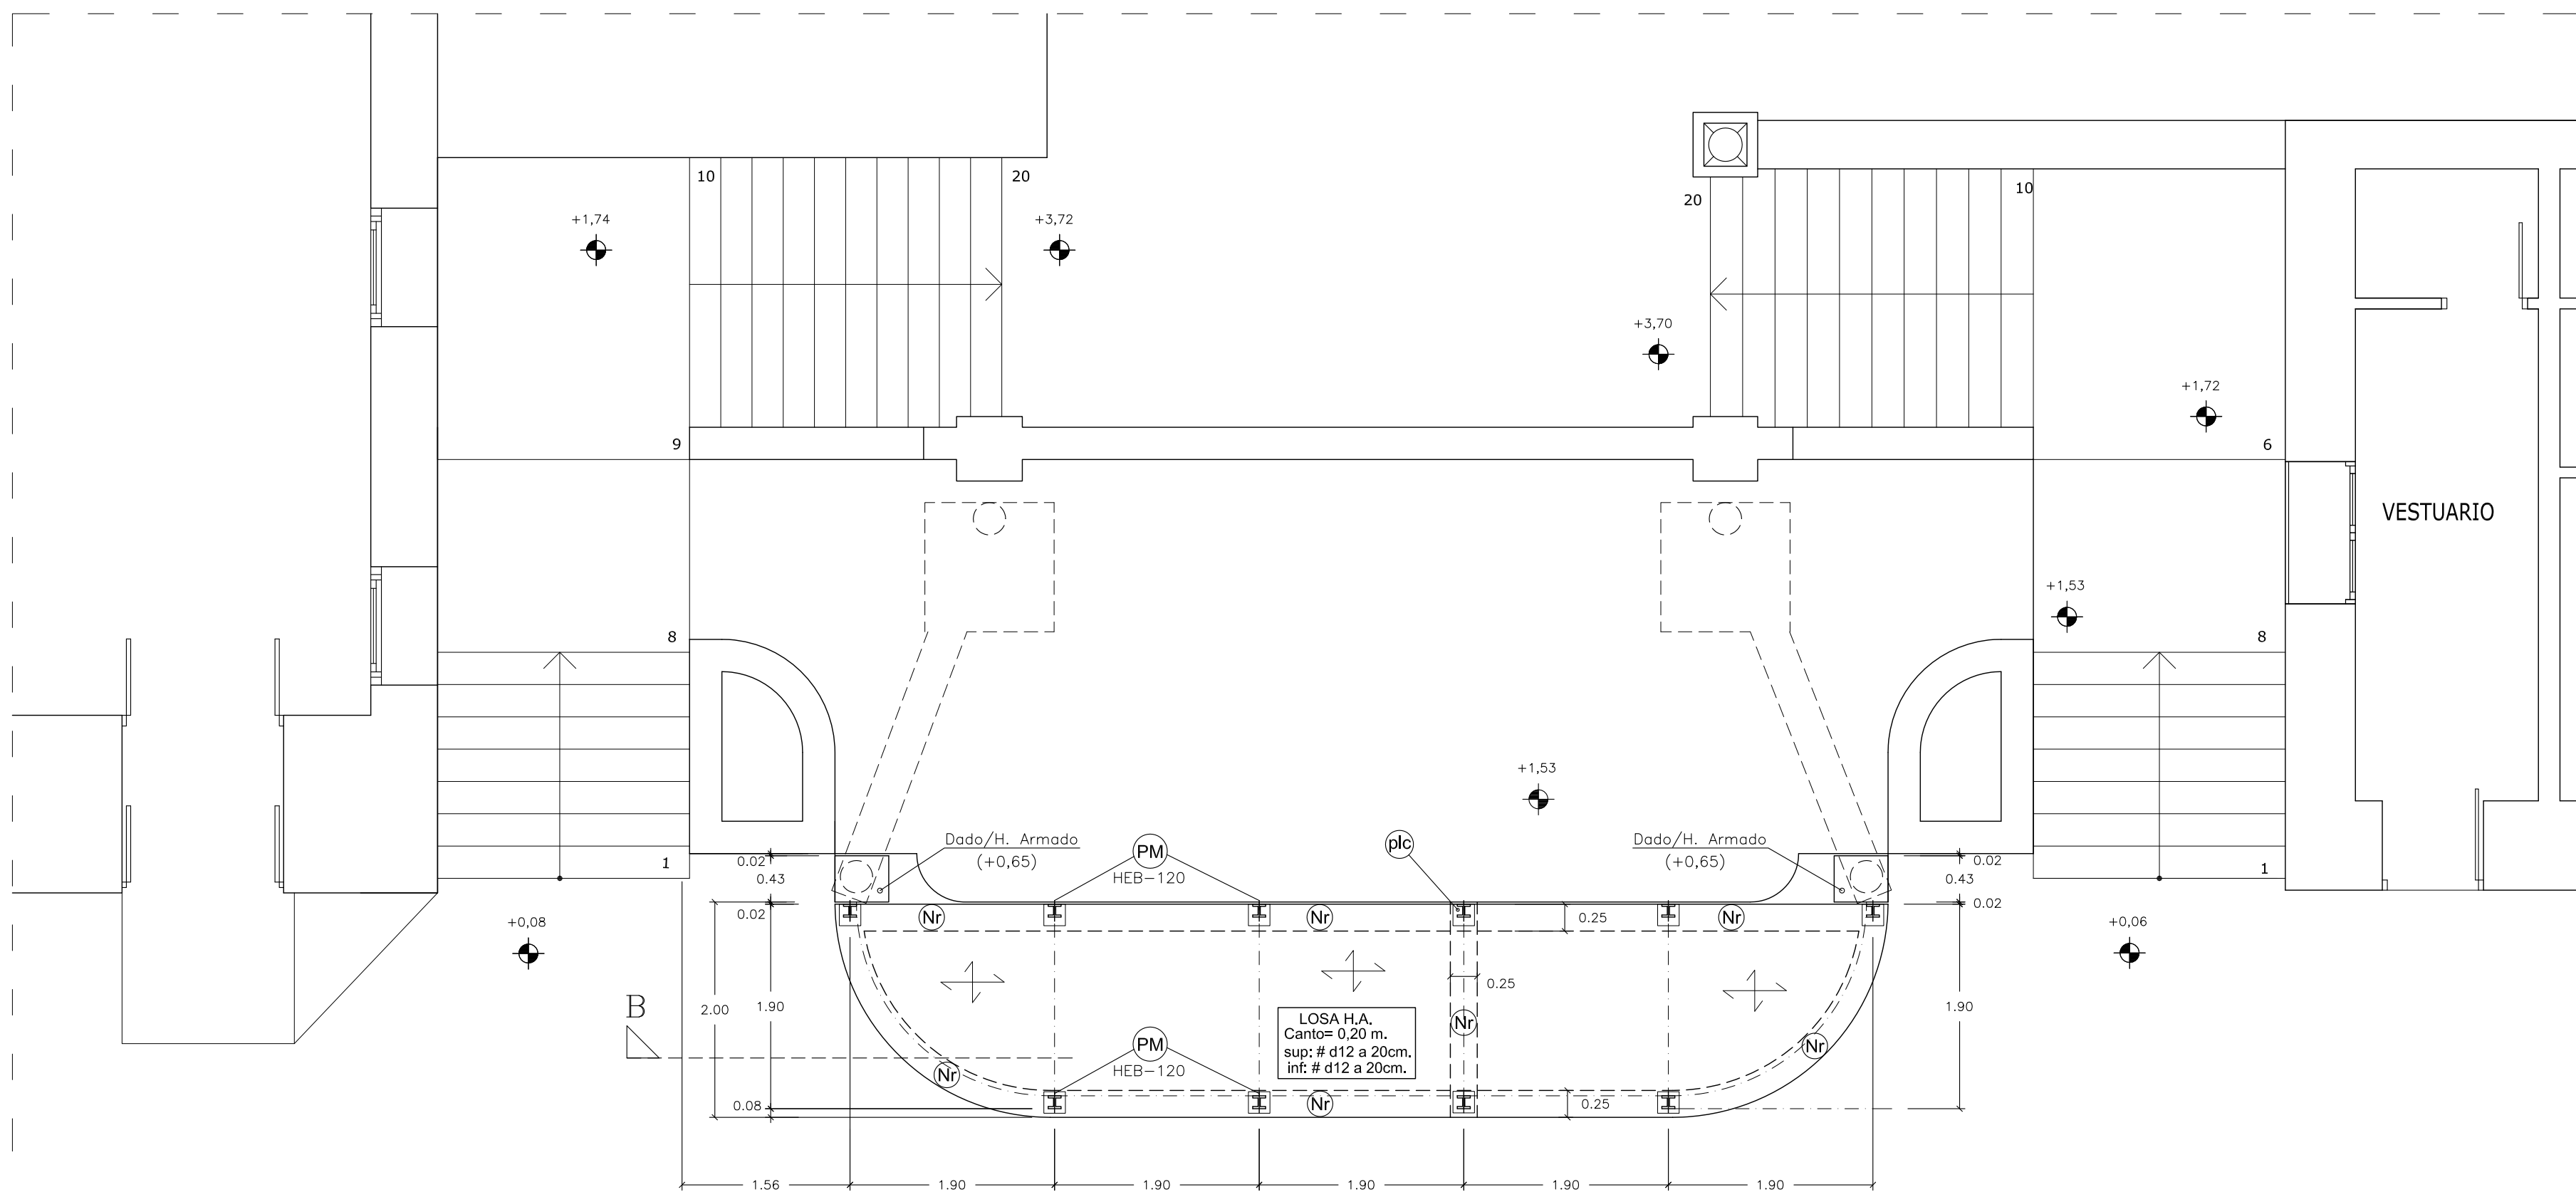 10
20
20
10
+1,74
+3,72
+3,70
+1,72
9
6
VESTUARIO
+1,53
8
8
+1,53
Dado/H. Armado
(+0,65)
PM
HEB-120
plc
Dado/H. Armado
(+0,65)
1
0.02
0.43
0.02
0.02
0.43
0.02
1
+0,08
Nr
Nr
Nr
0.25
+0,06
B
2.00
1.90
0.25
1.90
LOSA H.A.
Canto= 0,20 m.
sup: # d12 a 20cm.
inf: # d12 a 20cm.
Nr
Nr
PM
HEB-120
Nr
0.08
Nr
0.25
1.56
1.90
1.90
1.90
1.90
1.90